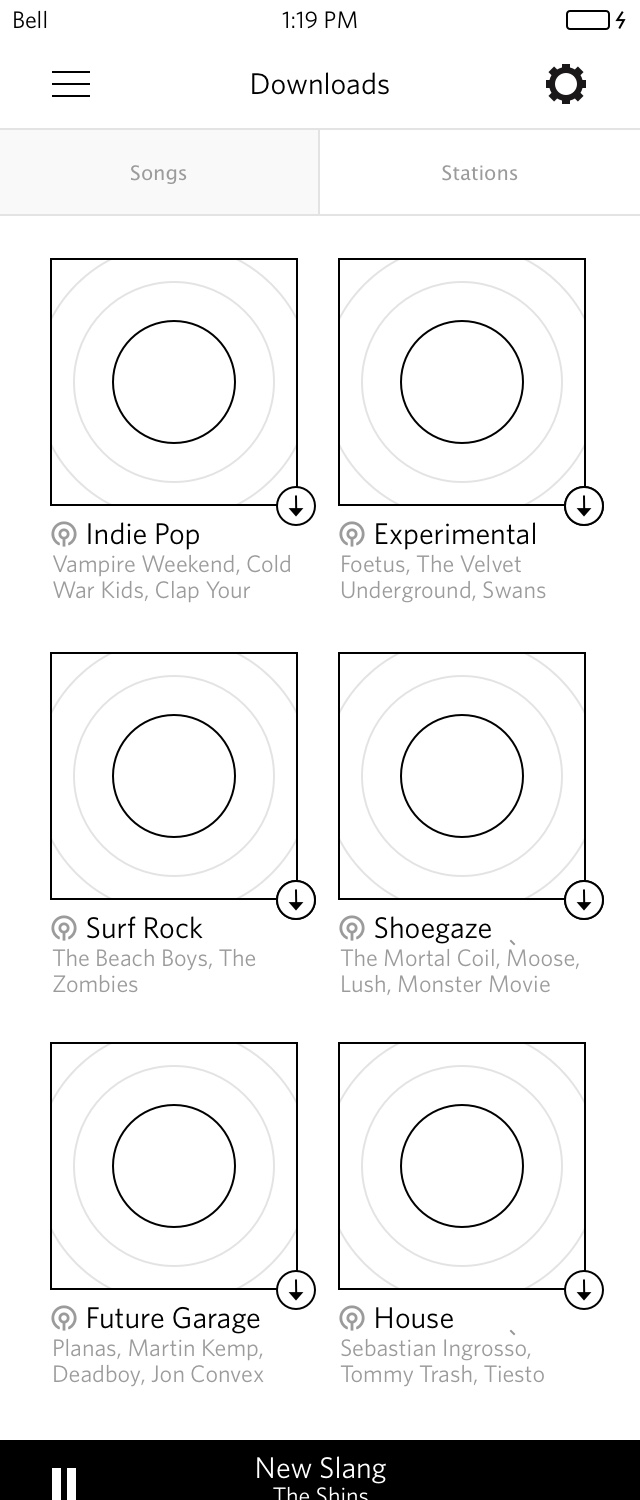 Bell
1:19 PM
Downloads
Songs
Stations
Indie Pop
Vampire Weekend, Cold
War Kids, Clap Your
Experimental
Foetus, The Velvet
Underground, Swans
Surf Rock
The Beach Boys, The
Zombies
Shoegaze
The Mortal Coil, Moose,
Lush, Monster Movie
Future Garage
Planas, Martin Kemp,
Deadboy, Jon Convex
House
Sebastian Ingrosso,
Tommy Trash, Tiesto
New Slang
The Shins